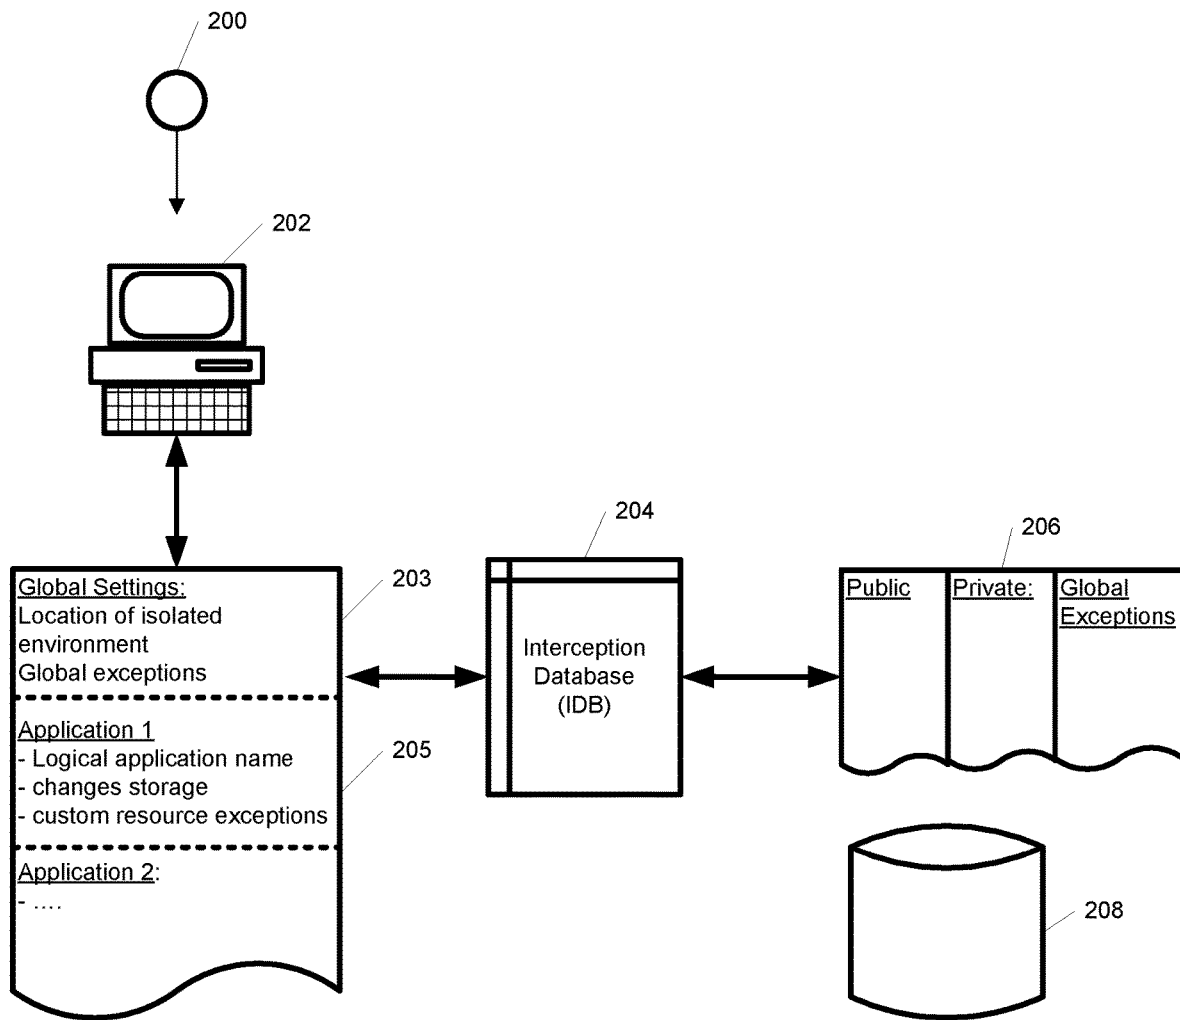 200
202
203
Global Settings:
Location of isolated
environment
Global exceptions
Application 1
- Logical application name
- changes storage
- custom resource exceptions
205
Application 2:
- ....
204
Interception
Database
(IDB)
206
Public
Private:
Global
Exceptions
208